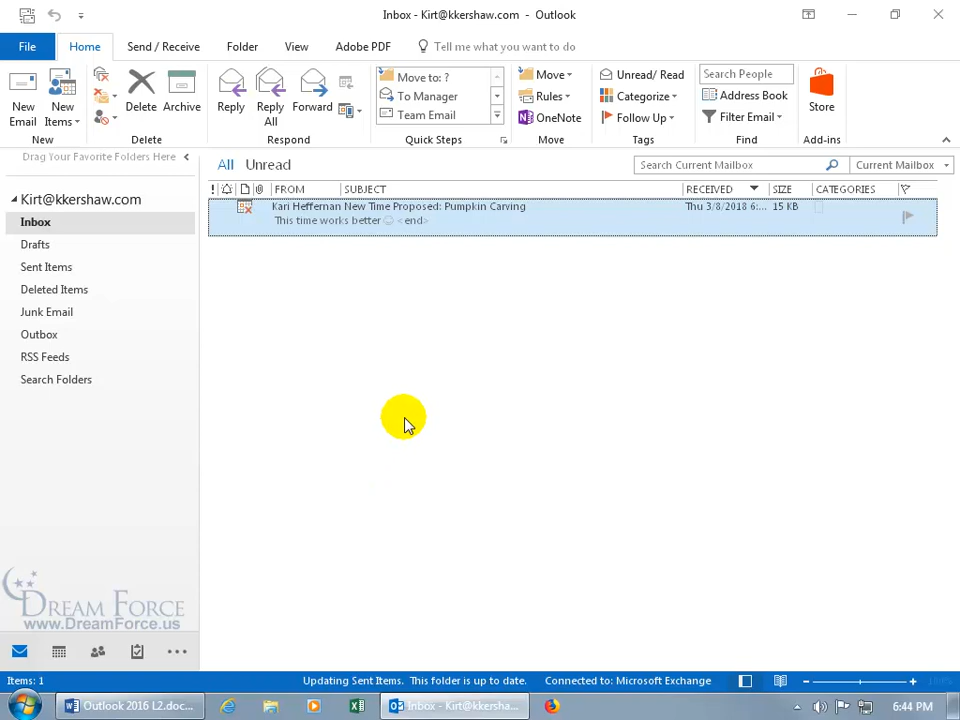 Inbox - Kirt@kkershaw.com - Outlook
File Home Send / Receive Folder View Adobe PDF Tell me what you want to do
New Email
New Items
Delete
Archive
Reply
Reply All
Forward
Move to: ?
To Manager
Team Email
Move
Rules
OneNote
Unread/ Read
Categorize
Follow Up
Search People
Address Book
Filter Email
Store
New Delete Respond Quick Steps Move Tags Find Add-ins
Drag Your Favorite Folders Here
All Unread
Search Current Mailbox
Current Mailbox
! FROM SUBJECT RECEIVED SIZE CATEGORIES
Kari Heffernan New Time Proposed: Pumpkin Carving Thu 3/8/2018 6:... 15 KB
This time works better ☺ <end>
Kirt@kkershaw.com
Inbox
Drafts
Sent Items
Deleted Items
Junk Email
Outbox
RSS Feeds
Search Folders
DREAM FORCE
www.DreamForce.us
Items: 1 Updating Sent Items. This folder is up to date. Connected to: Microsoft Exchange
Outlook 2016 L2.doc...
Inbox - Kirt@kkersha...
6:44 PM